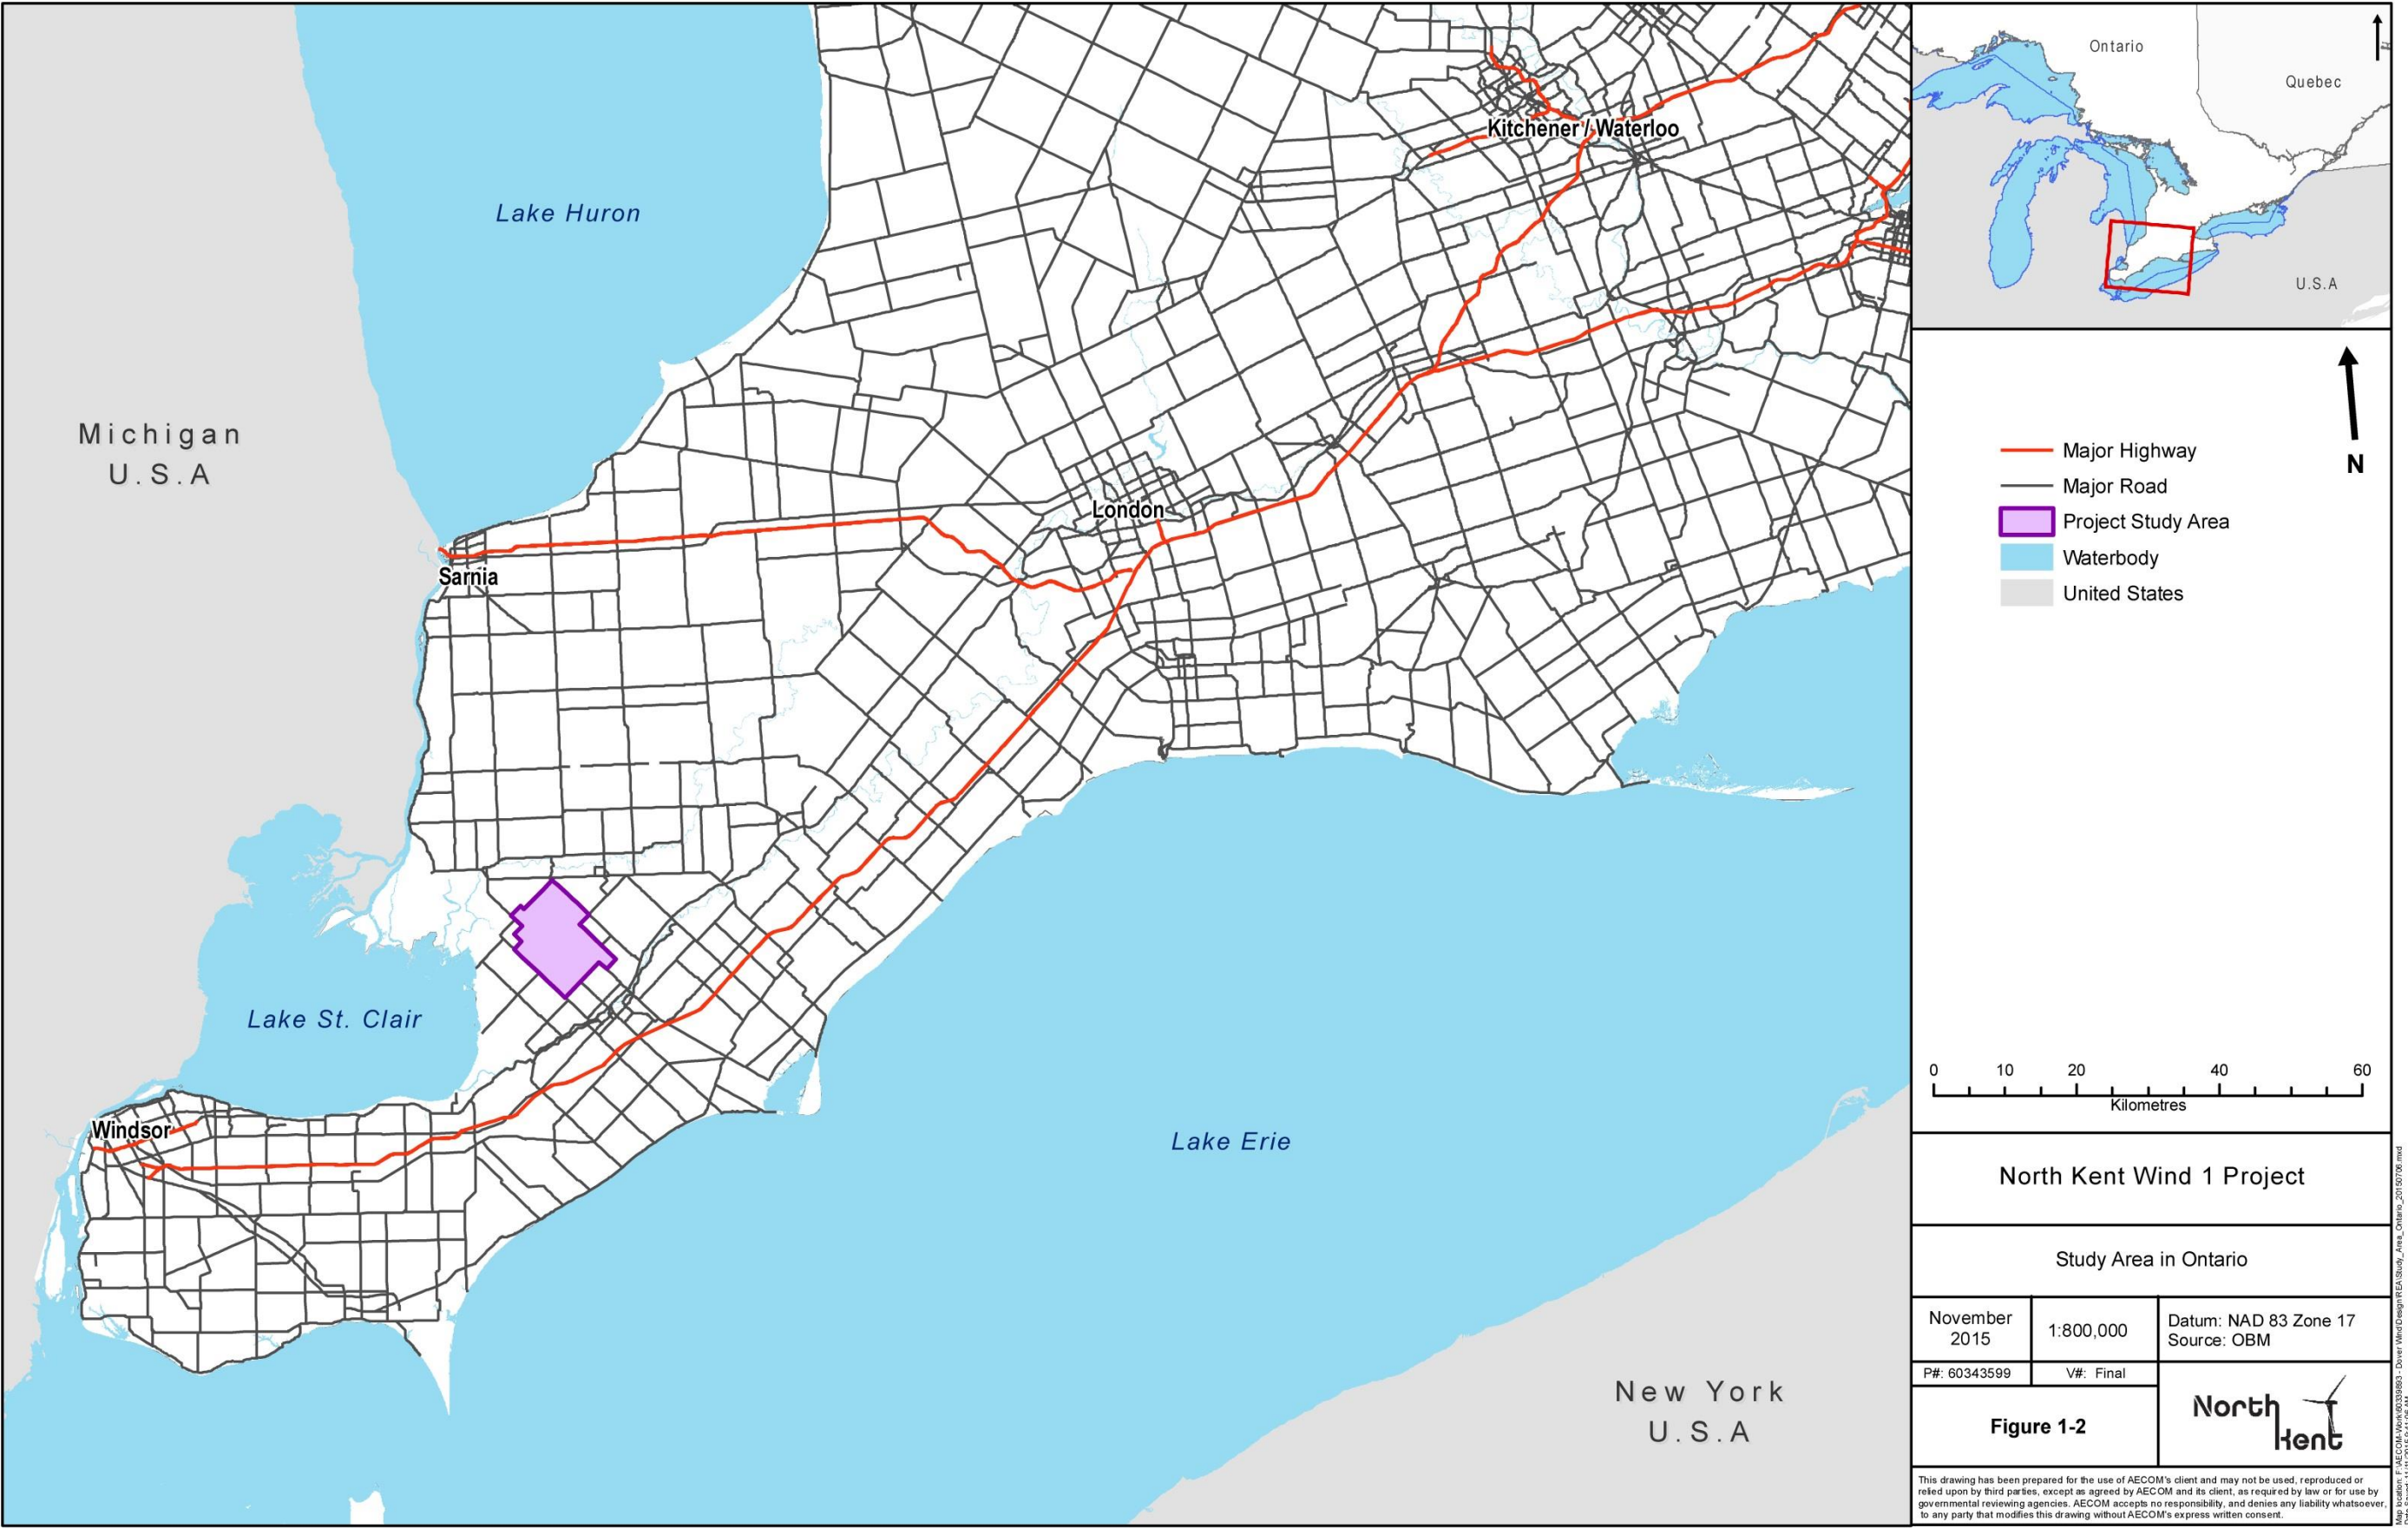 Lake Huron
Michigan
U.S.A
Kitchener / Waterloo
London
Sarnia
Lake St. Clair
Windsor
Lake Erie
New York
U.S.A
Ontario
Quebec
U.S.A
N
Major Highway
Major Road
Project Study Area
Waterbody
United States
0 10 20 40 60
Kilometres
North Kent Wind 1 Project
Study Area in Ontario
November
2015
1:800,000
Datum: NAD 83 Zone 17
Source: OBM
P#: 60343599
V#: Final
Figure 1-2
North
Kent
This drawing has been prepared for the use of AECOM's client and may not be used, reproduced or
relied upon by third parties, except as agreed by AECOM and its client, as required by law or for use by
governmental reviewing agencies. AECOM accepts no responsibility, and denies any liability whatsoever,
to any party that modifies this drawing without AECOM's express written consent.